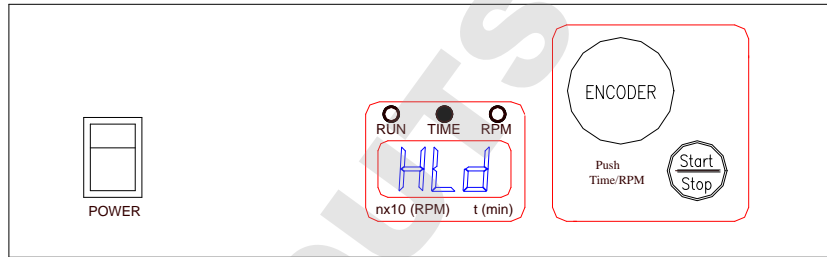 ENCODER
RUN TIME RPM
HLd
Push
Time/RPM
Start
Stop
POWER
nx10 (RPM) t (min)